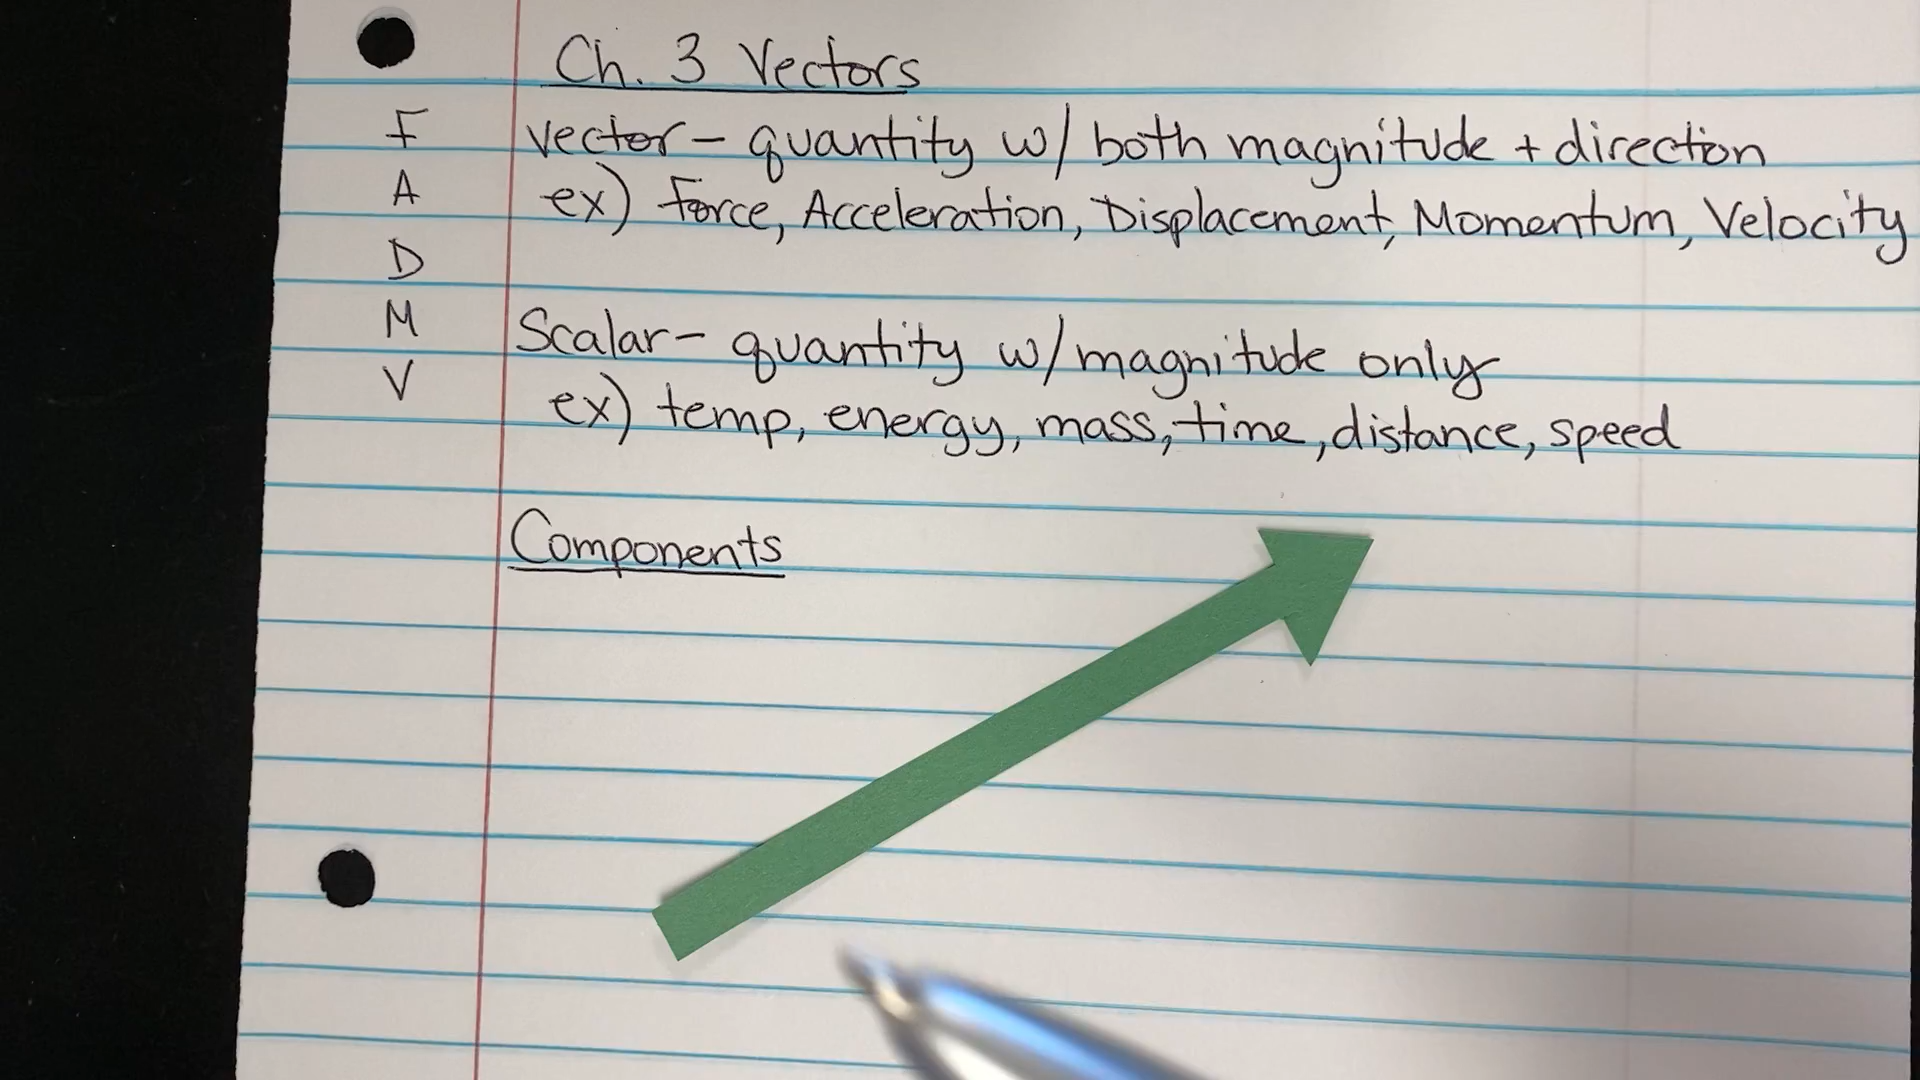 Ch. 3 Vectors
F
vector - quantity w/ both magnitude + direction
A
ex) Force, Acceleration, Displacement, Momentum, Velocity
D
M
Scalar - quantity w/ magnitude only
V
ex) temp, energy, mass, time, distance, speed
Components